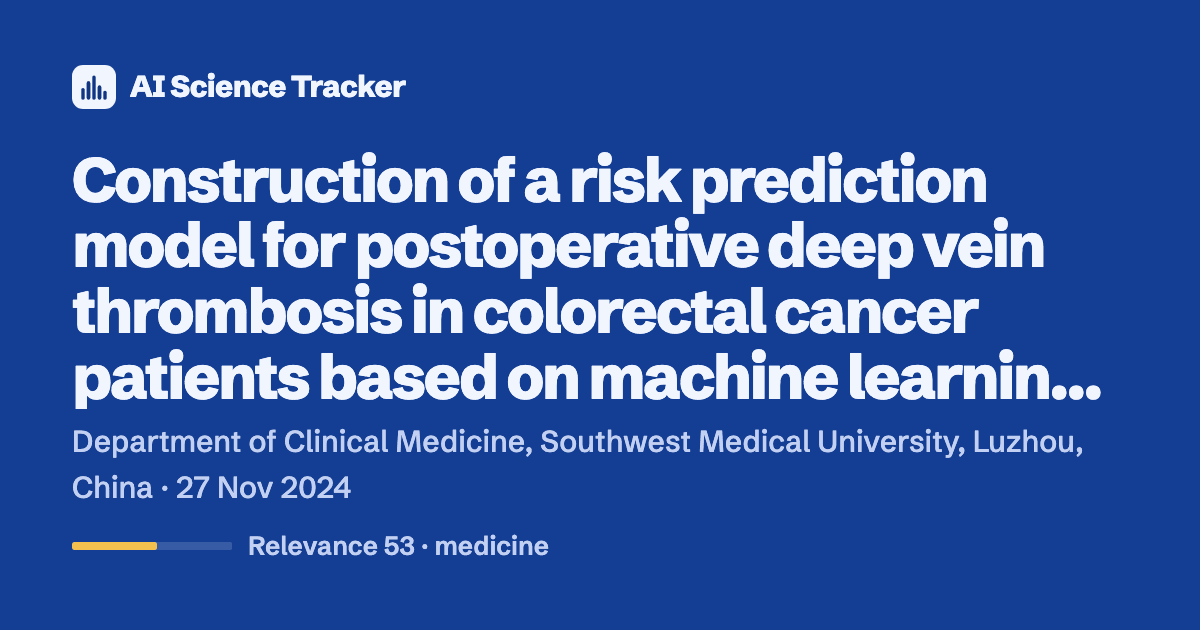 AI Science Tracker
Construction of a risk prediction
model for postoperative deep vein
thrombosis in colorectal cancer
patients based on machine learnin...
Department of Clinical Medicine, Southwest Medical University, Luzhou,
China · 27 Nov 2024
Relevance 53 · medicine